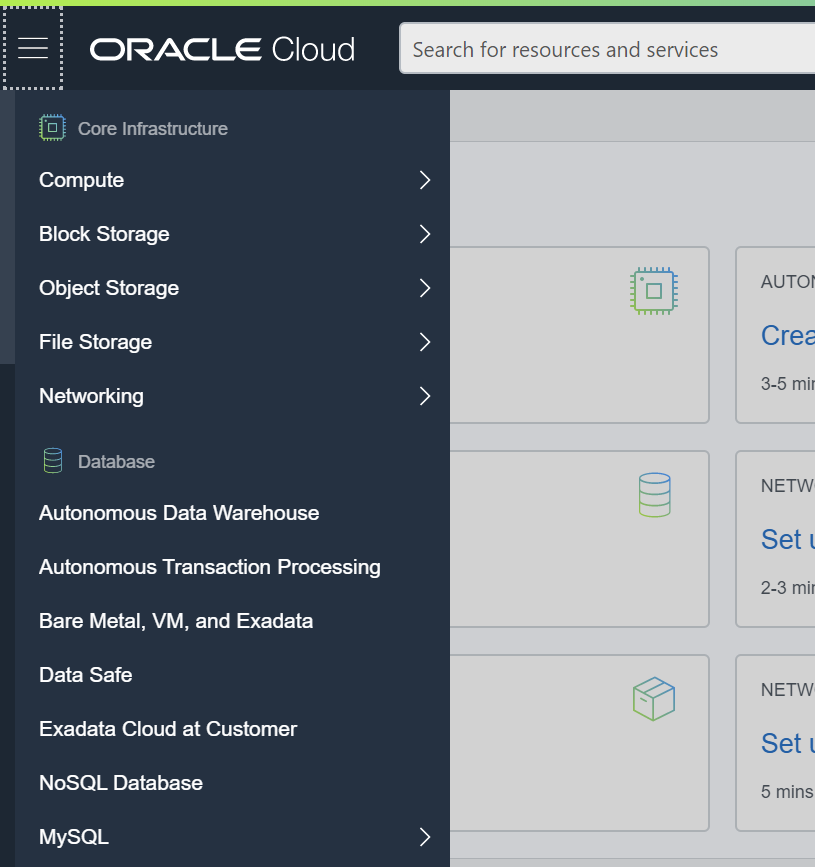 ORACLE Cloud
Search for resources and services
Core Infrastructure
Compute
Block Storage
Object Storage
File Storage
Networking
Database
Autonomous Data Warehouse
Autonomous Transaction Processing
Bare Metal, VM, and Exadata
Data Safe
Exadata Cloud at Customer
NoSQL Database
MySQL
AUTON
Crea
3-5 mi
NETW
Set u
2-3 mi
NETW
Set u
5 mins